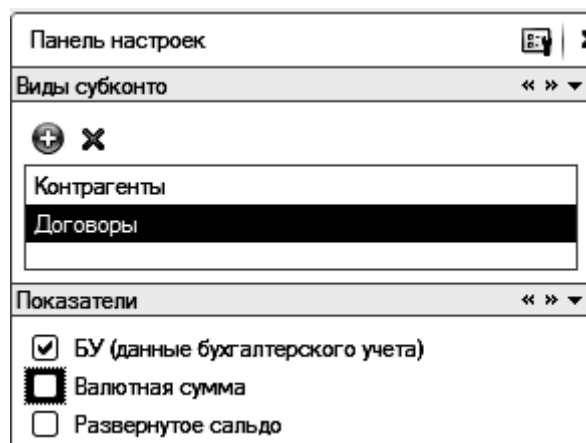 Панель настроек
Виды субконто
Контрагенты
Договоры
Показатели
БУ (данные бухгалтерского учета)
Валютная сумма
Развернутое сальдо